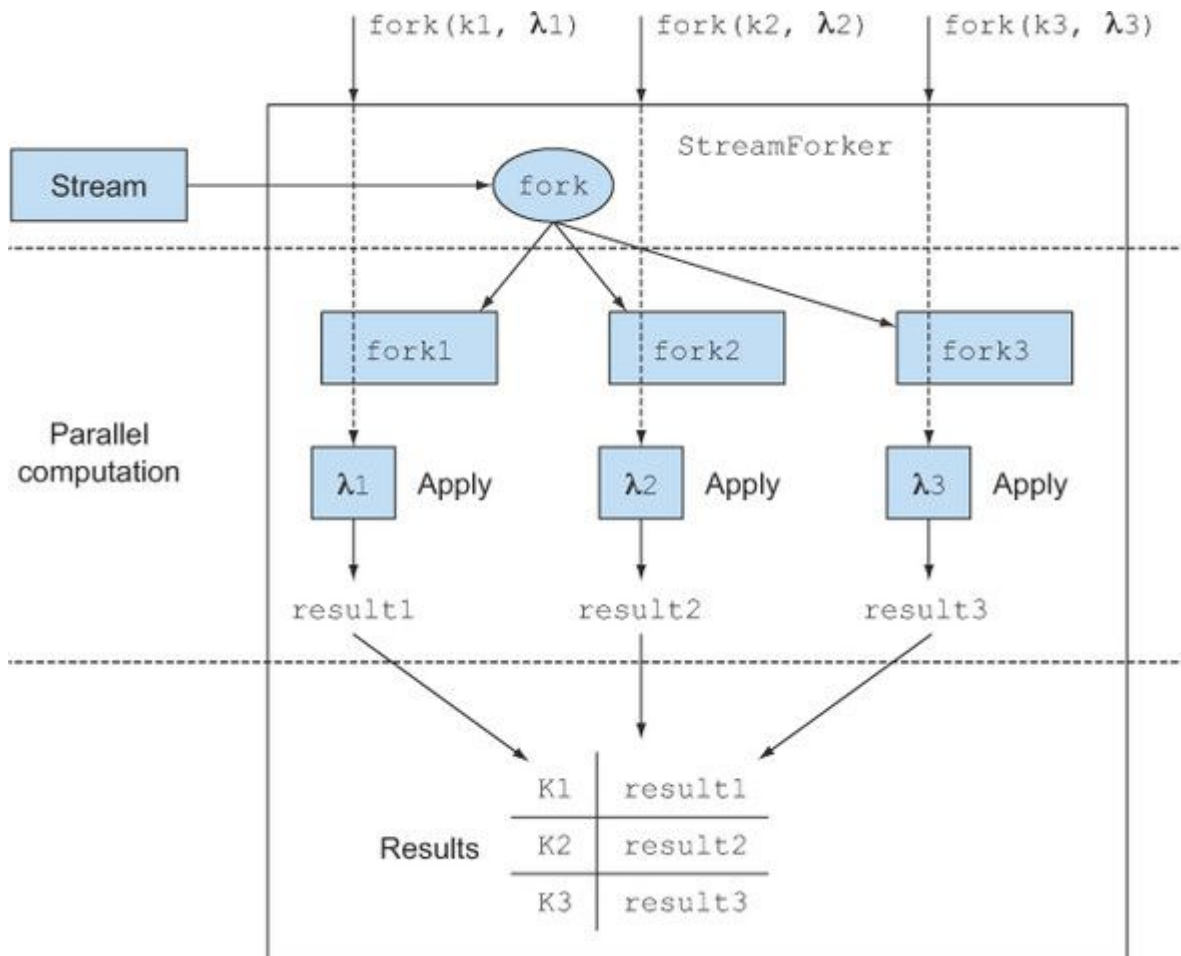 fork(k1, λ1) fork(k2, λ2) fork(k3, λ3)
StreamForker
Stream fork
fork1 fork2 fork3
Parallel
computation
λ1 Apply λ2 Apply λ3 Apply
result1 result2 result3
K1 result1
Results K2 result2
K3 result3